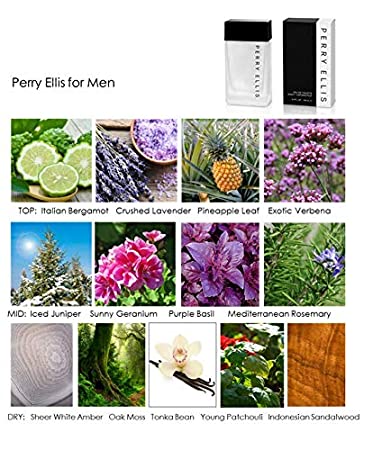 PERRY ELLIS
PERRY ELLIS
Perry Ellis for Men
TOP: Italian Bergamot Crushed Lavender Pineapple Leaf Exotic Verbena
MID: Iced Juniper Sunny Geranium Purple Basil Mediterranean Rosemary
DRY: Sheer White Amber Oak Moss Tonka Bean Young Patchouli Indonesian Sandalwood